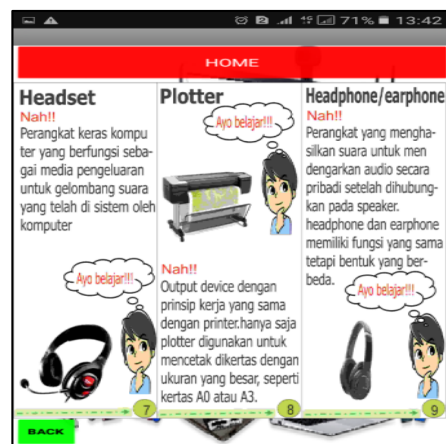 4G 71% 13:42
HOME
Headset
Nah!!
Perangkat keras kompu
ter yang berfungsi seba-
gai media pengeluaran
untuk gelombang suara
yang telah di sistem oleh
komputer
Ayo belajar!!!
7
Plotter
Ayo belajar!!!
Nah!!
Output device dengan
prinsip kerja yang sama
dengan printer.hanya saja
plotter digunakan untuk
mencetak dikertas dengan
ukuran yang besar, seperti
kertas A0 atau A3.
8
Headphone/earphone
Nah!!
Perangkat yang mengha-
silkan suara untuk men
dengarkan audio secara
pribadi setelah dihubung-
kan pada speaker.
headphone dan earphone
memiliki fungsi yang sama
tetapi bentuk yang ber-
beda.
Ayo belajar!!!
9
BACK